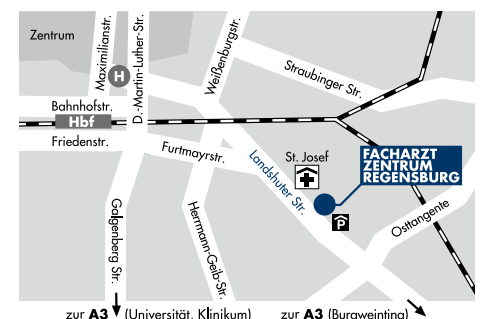 Zentrum
Maximilianstr.
H
D.-Martin-Luther-Str.
Weißenburgstr.
Straubinger Str.
Bahnhofstr.
Hbf
Friedenstr.
Furtmayrstr.
Landshuter Str.
St. Josef
FACHARZT
ZENTRUM
REGENSBURG
P
Osttangente
Galgenberg Str.
Herrmann-Geib-Str.
zur A3 (Universität, Klinikum)
zur A3 (Burgweinting)